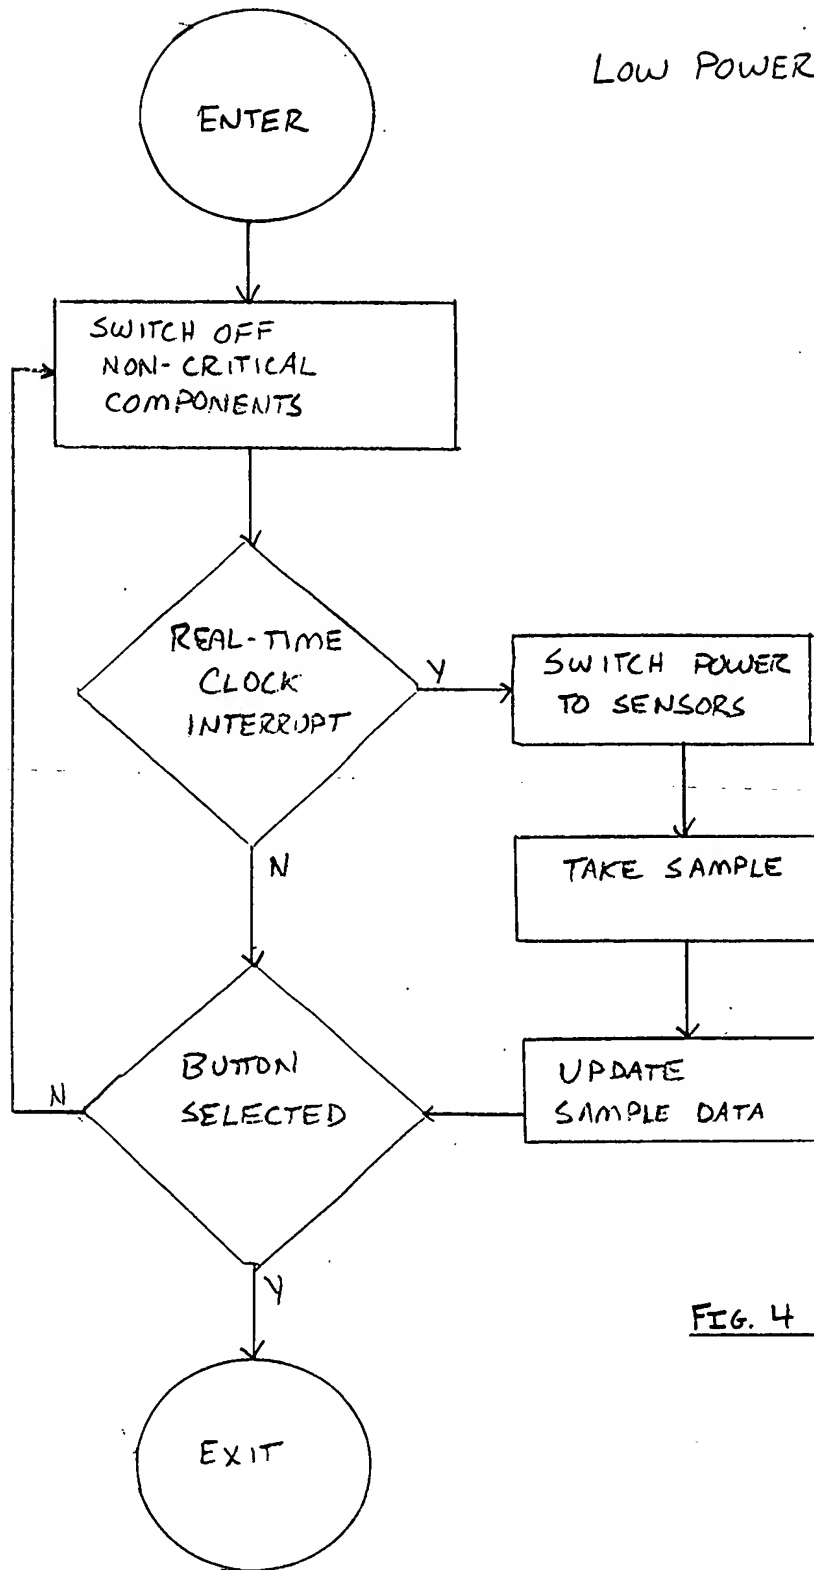 LOW POWER
ENTER
SWITCH OFF
NON-CRITICAL
COMPONENTS
REAL-TIME
CLOCK
INTERRUPT
Y
SWITCH POWER
TO SENSORS
N
TAKE SAMPLE
BUTTON
SELECTED
N
UPDATE
SAMPLE DATA
Y
FIG. 4
EXIT